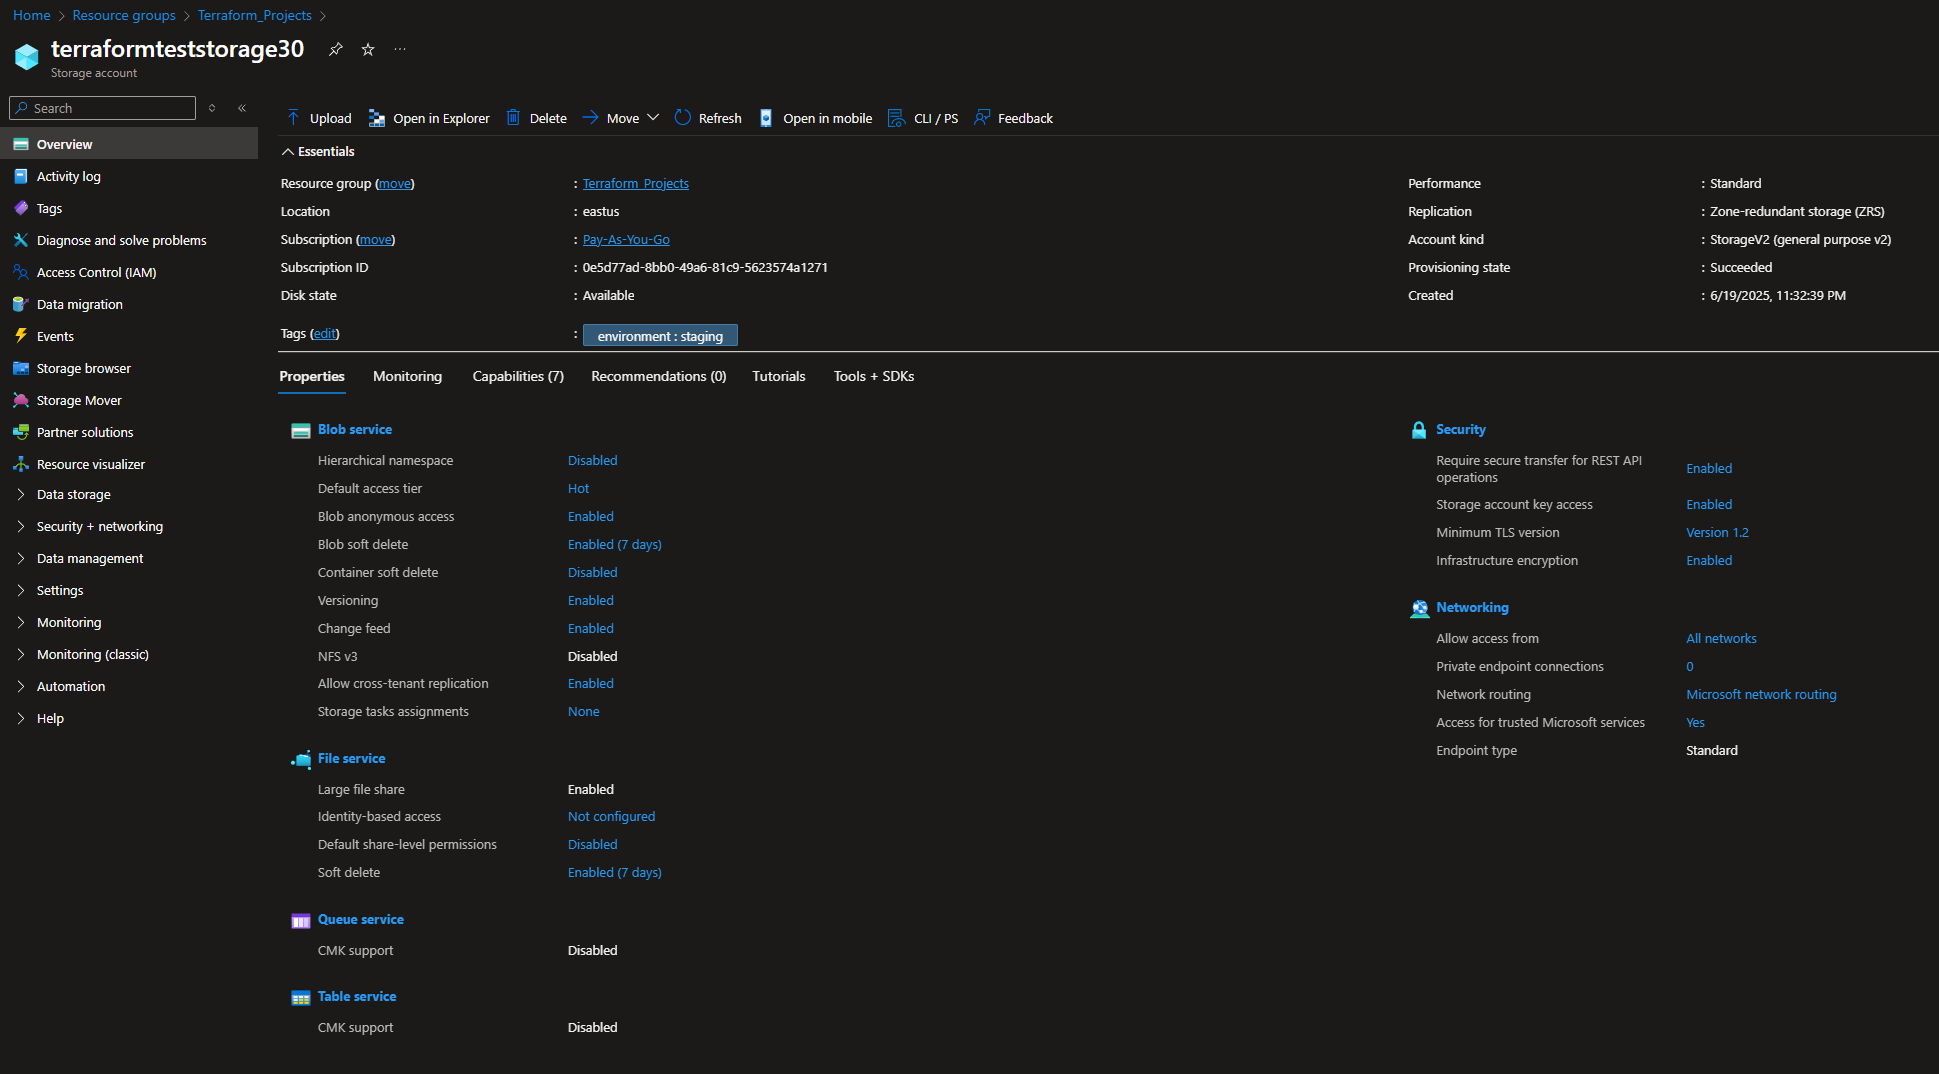 Home > Resource groups > Terraform_Projects >
terraformteststorage30
Storage account
Search
Upload Open in Explorer Delete Move Refresh Open in mobile CLI / PS Feedback
Overview
Activity log
Tags
Diagnose and solve problems
Access Control (IAM)
Data migration
Events
Storage browser
Storage Mover
Partner solutions
Resource visualizer
Data storage
Security + networking
Data management
Settings
Monitoring
Monitoring (classic)
Automation
Help
Essentials
Resource group (move) : Terraform_Projects
Location : eastus
Subscription (move) : Pay-As-You-Go
Subscription ID : 0e5d77ad-8bb0-49a6-81c9-5623574a1271
Disk state : Available
Tags (edit) : environment : staging
Performance : Standard
Replication : Zone-redundant storage (ZRS)
Account kind : StorageV2 (general purpose v2)
Provisioning state : Succeeded
Created : 6/19/2025, 11:32:39 PM
Properties Monitoring Capabilities (7) Recommendations (0) Tutorials Tools + SDKs
Blob service
Hierarchical namespace Disabled
Default access tier Hot
Blob anonymous access Enabled
Blob soft delete Enabled (7 days)
Container soft delete Disabled
Versioning Enabled
Change feed Enabled
NFS v3 Disabled
Allow cross-tenant replication Enabled
Storage tasks assignments None
File service
Large file share Enabled
Identity-based access Not configured
Default share-level permissions Disabled
Soft delete Enabled (7 days)
Queue service
CMK support Disabled
Table service
CMK support Disabled
Security
Require secure transfer for REST API
operations Enabled
Storage account key access Enabled
Minimum TLS version Version 1.2
Infrastructure encryption Enabled
Networking
Allow access from All networks
Private endpoint connections 0
Network routing Microsoft network routing
Access for trusted Microsoft services Yes
Endpoint type Standard